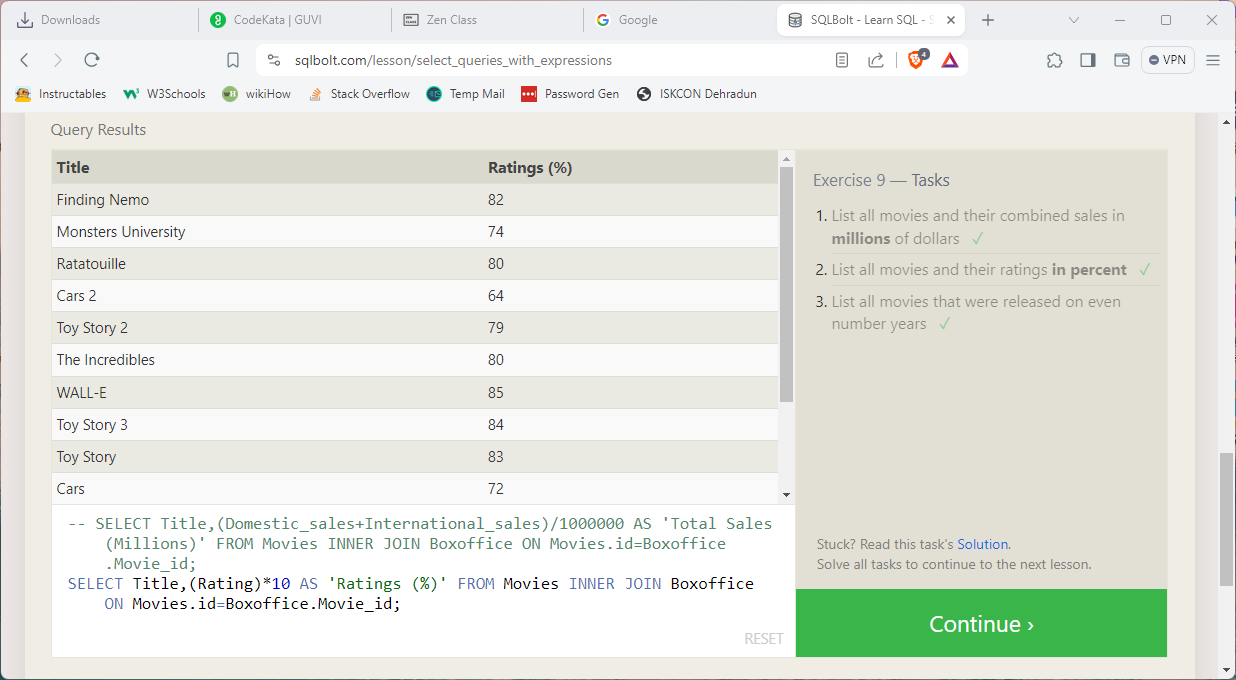 Downloads
CodeKata | GUVI
Zen Class
Google
SQLBolt - Learn SQL - S
sqlbolt.com/lesson/select_queries_with_expressions
4
VPN
Instructables
W3Schools
wikiHow
Stack Overflow
Temp Mail
Password Gen
ISKCON Dehradun
Query Results
Title Ratings (%)
Finding Nemo 82
Monsters University 74
Ratatouille 80
Cars 2 64
Toy Story 2 79
The Incredibles 80
WALL-E 85
Toy Story 3 84
Toy Story 83
Cars 72
-- SELECT Title,(Domestic_sales+International_sales)/1000000 AS 'Total Sales
(Millions)' FROM Movies INNER JOIN Boxoffice ON Movies.id=Boxoffice
.Movie_id;
SELECT Title,(Rating)*10 AS 'Ratings (%)' FROM Movies INNER JOIN Boxoffice
ON Movies.id=Boxoffice.Movie_id;
RESET
Exercise 9 — Tasks
1. List all movies and their combined sales in
millions of dollars ✓
2. List all movies and their ratings in percent ✓
3. List all movies that were released on even
number years ✓
Stuck? Read this task's Solution.
Solve all tasks to continue to the next lesson.
Continue ›